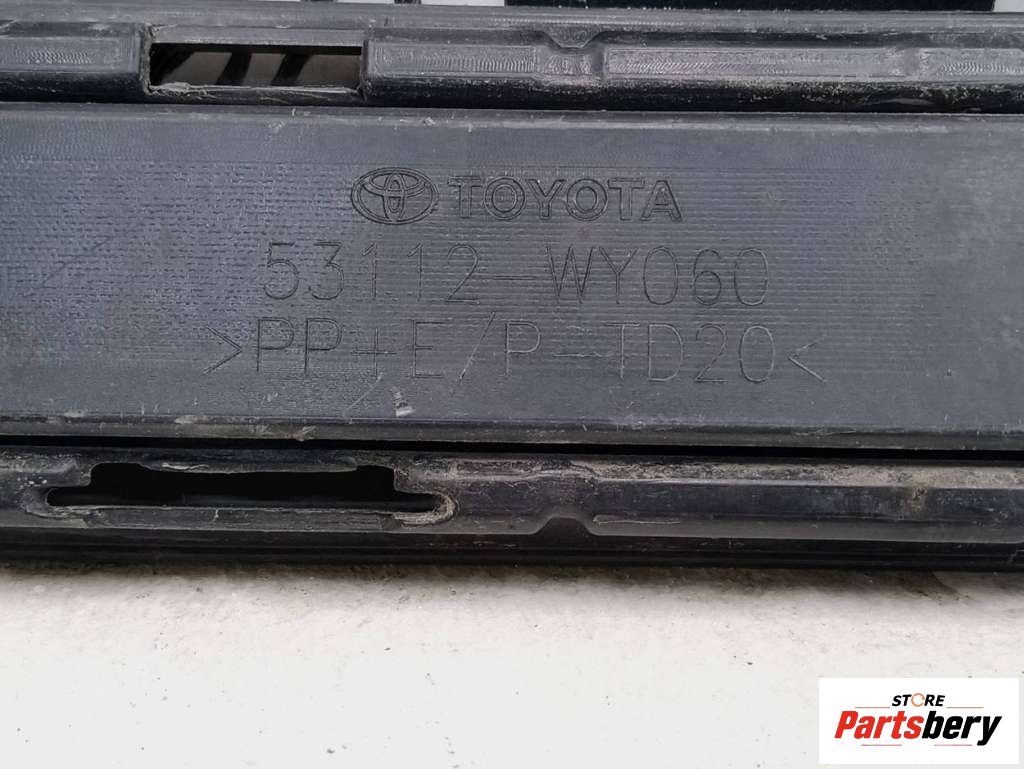 TOYOTA
53112-WY060
>PP+E/P-TD20<
STORE
Partsbery